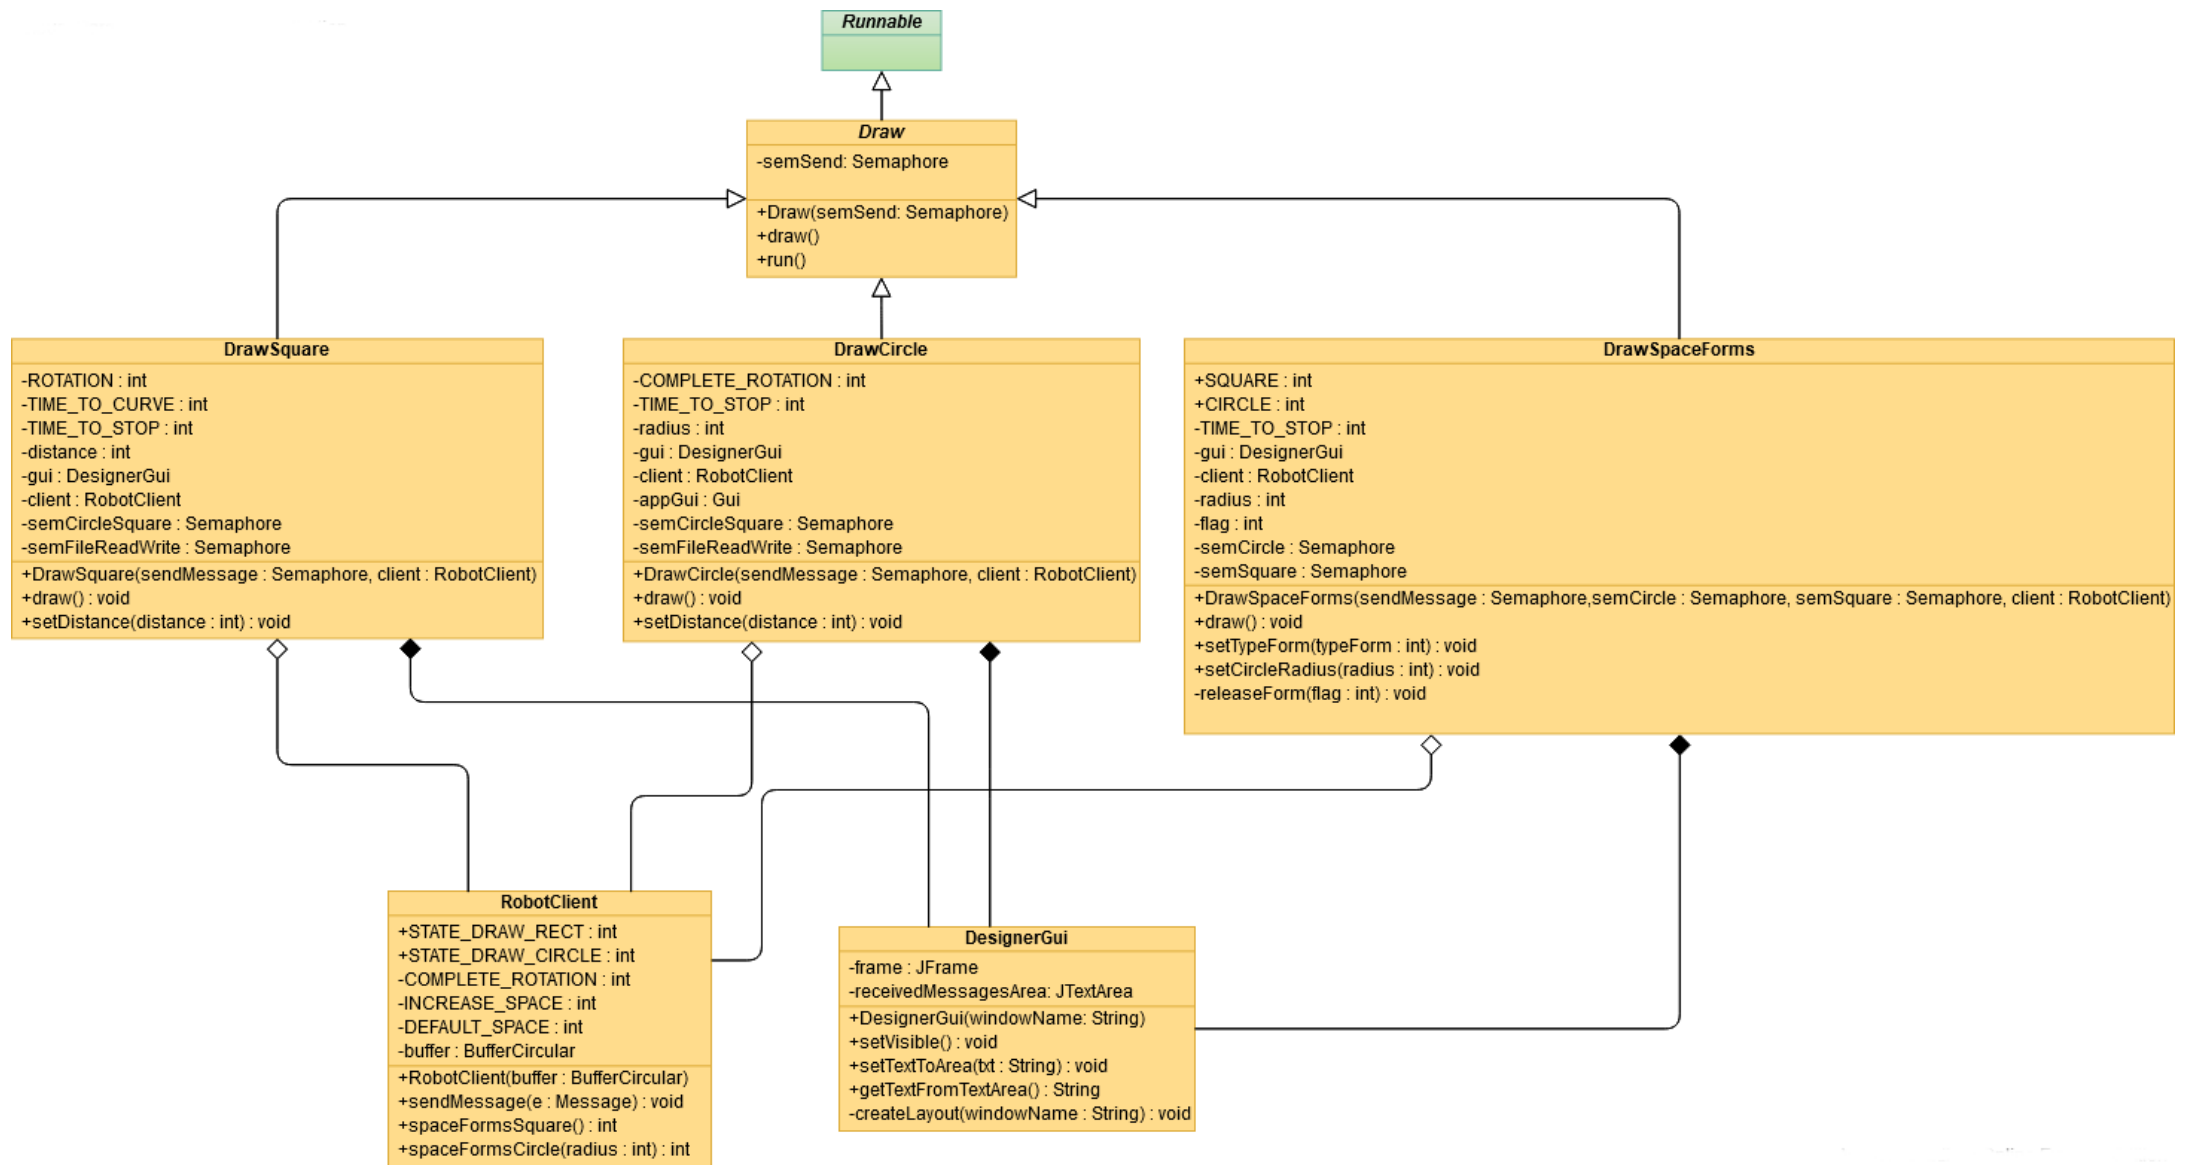 Runnable
Draw
-semSend: Semaphore
+Draw(semSend: Semaphore)
+draw()
+run()
DrawSquare
-ROTATION : int
-TIME_TO_CURVE : int
-TIME_TO_STOP : int
-distance : int
-gui : DesignerGui
-client : RobotClient
-semCircleSquare : Semaphore
-semFileReadWrite : Semaphore
+DrawSquare(sendMessage : Semaphore, client : RobotClient)
+draw() : void
+setDistance(distance : int) : void
DrawCircle
-COMPLETE_ROTATION : int
-TIME_TO_STOP : int
-radius : int
-gui : DesignerGui
-client : RobotClient
-appGui : Gui
-semCircleSquare : Semaphore
-semFileReadWrite : Semaphore
+DrawCircle(sendMessage : Semaphore, client : RobotClient)
+draw() : void
+setDistance(distance : int) : void
DrawSpaceForms
+SQUARE : int
+CIRCLE : int
-TIME_TO_STOP : int
-gui : DesignerGui
-client : RobotClient
-radius : int
-flag : int
-semCircle : Semaphore
-semSquare : Semaphore
+DrawSpaceForms(sendMessage : Semaphore,semCircle : Semaphore, semSquare : Semaphore, client : RobotClient)
+draw() : void
+setTypeForm(typeForm : int) : void
+setCircleRadius(radius : int) : void
-releaseForm(flag : int) : void
RobotClient
+STATE_DRAW_RECT : int
+STATE_DRAW_CIRCLE : int
-COMPLETE_ROTATION : int
-INCREASE_SPACE : int
-DEFAULT_SPACE : int
-buffer : BufferCircular
+RobotClient(buffer : BufferCircular)
+sendMessage(e : Message) : void
+spaceFormsSquare() : int
+spaceFormsCircle(radius : int) : int
DesignerGui
-frame : JFrame
-receivedMessagesArea: JTextArea
+DesignerGui(windowName: String)
+setVisible() : void
+setTextToArea(txt : String) : void
+getTextFromTextArea() : String
-createLayout(windowName : String) : void